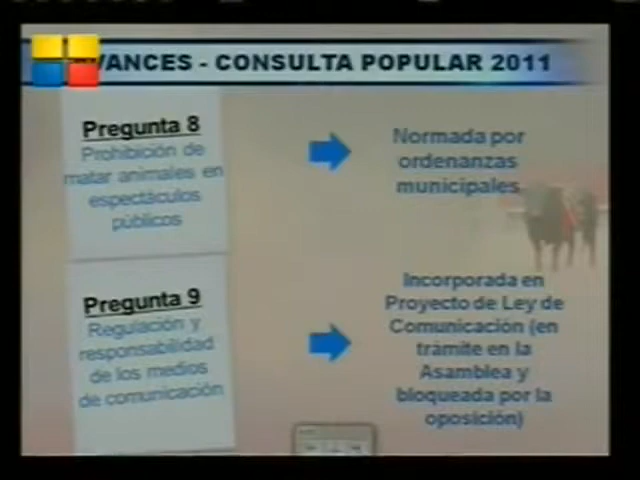 VANCES - CONSULTA POPULAR 2011
Pregunta 8
Prohibición de
matar animales en
espectáculos
públicos
Normada por
ordenanzas
municipales
Pregunta 9
Regulación y
responsabilidad
de los medios
de comunicación
Incorporada en
Proyecto de Ley de
Comunicación (en
trámite en la
Asamblea y
bloqueada por la
oposición)